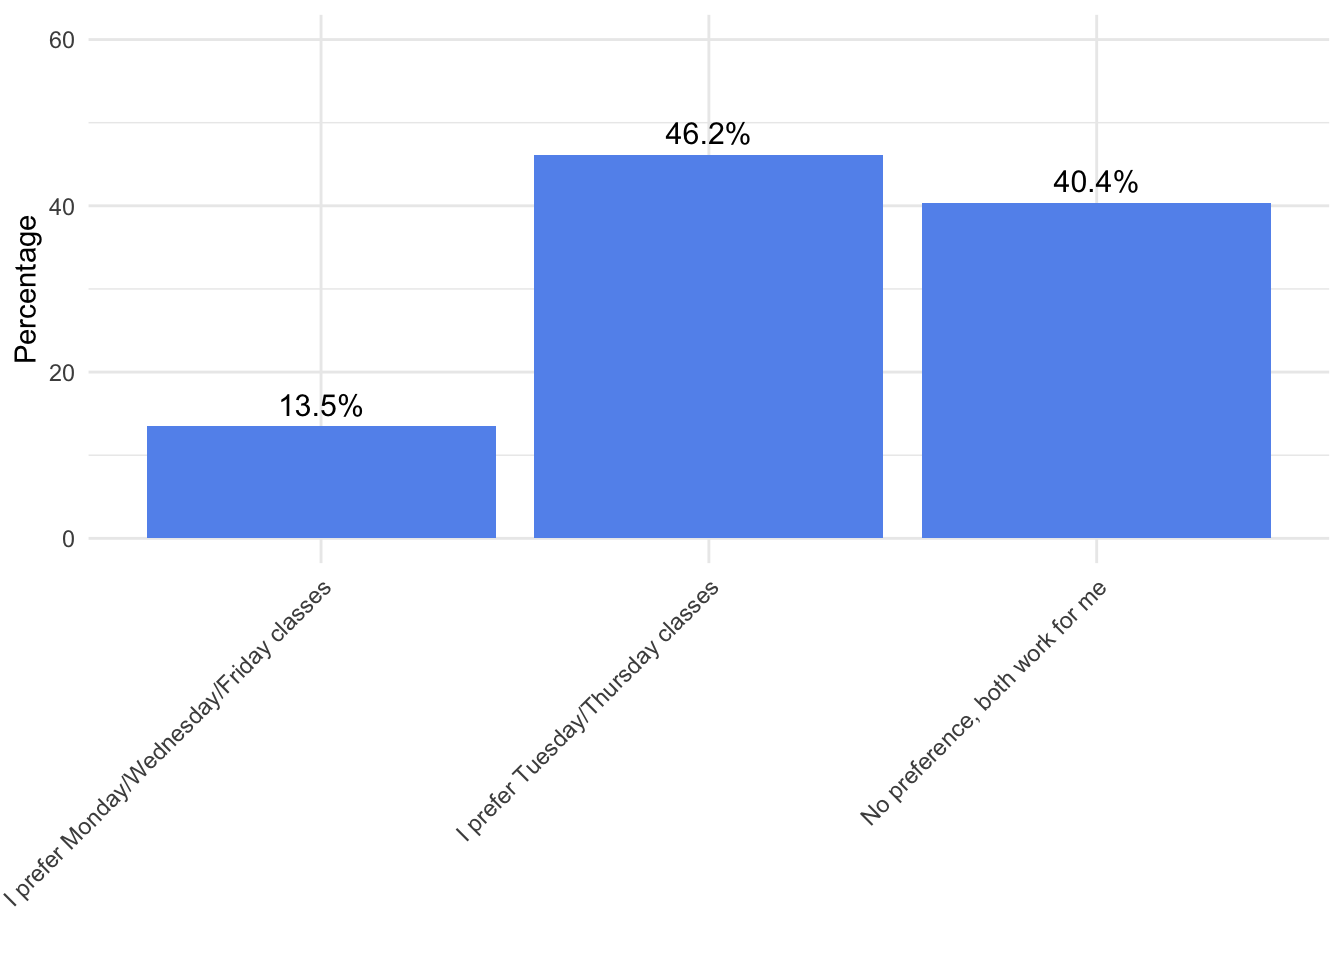 60
46.2%
40.4%
40
Percentage
20
13.5%
0
I prefer Monday/Wednesday/Friday classes
I prefer Tuesday/Thursday classes
No preference, both work for me